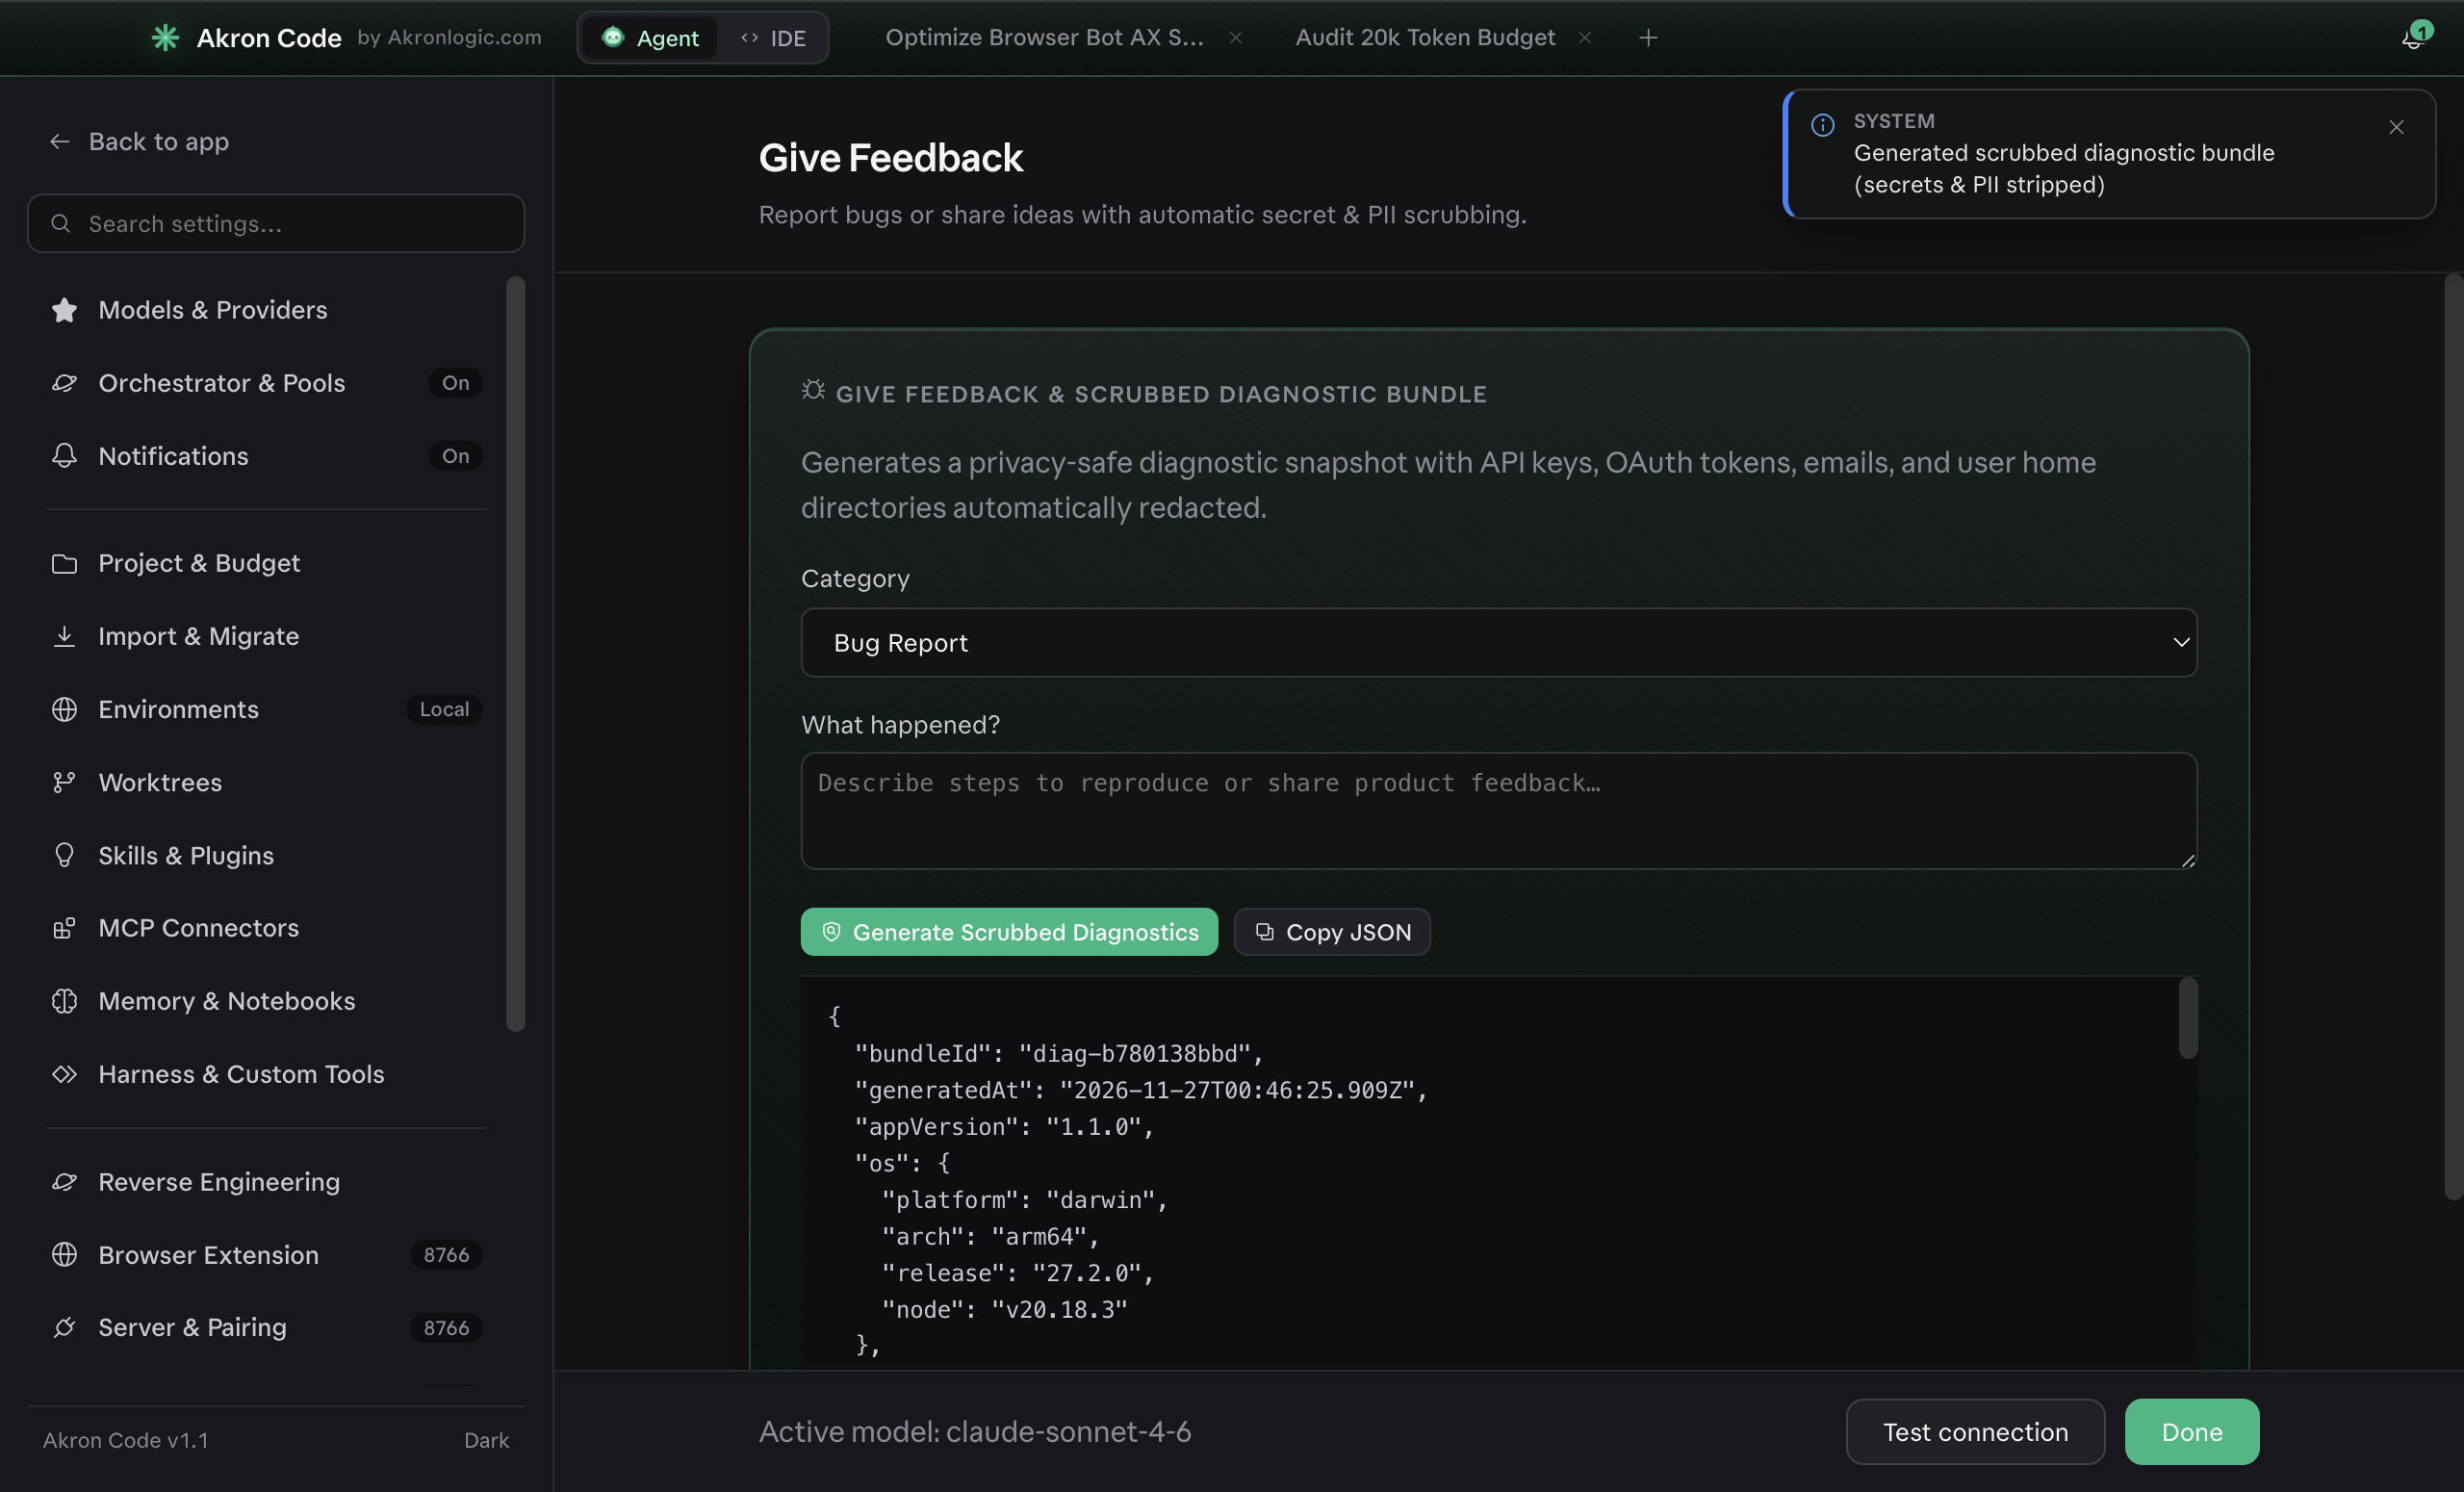 Akron Code by Akronlogic.com
Agent
IDE
Optimize Browser Bot AX S...
Audit 20k Token Budget
1
Back to app
Search settings...
Models & Providers
Orchestrator & Pools On
Notifications On
Project & Budget
Import & Migrate
Environments Local
Worktrees
Skills & Plugins
MCP Connectors
Memory & Notebooks
Harness & Custom Tools
Reverse Engineering
Browser Extension 8766
Server & Pairing 8766
Akron Code v1.1 Dark
Give Feedback
Report bugs or share ideas with automatic secret & PII scrubbing.
SYSTEM
Generated scrubbed diagnostic bundle
(secrets & PII stripped)
GIVE FEEDBACK & SCRUBBED DIAGNOSTIC BUNDLE
Generates a privacy-safe diagnostic snapshot with API keys, OAuth tokens, emails, and user home
directories automatically redacted.
Category
Bug Report
What happened?
Describe steps to reproduce or share product feedback…
Generate Scrubbed Diagnostics
Copy JSON
{
"bundleId": "diag-b780138bbd",
"generatedAt": "2026-11-27T00:46:25.909Z",
"appVersion": "1.1.0",
"os": {
"platform": "darwin",
"arch": "arm64",
"release": "27.2.0",
"node": "v20.18.3"
},
Active model: claude-sonnet-4-6
Test connection
Done